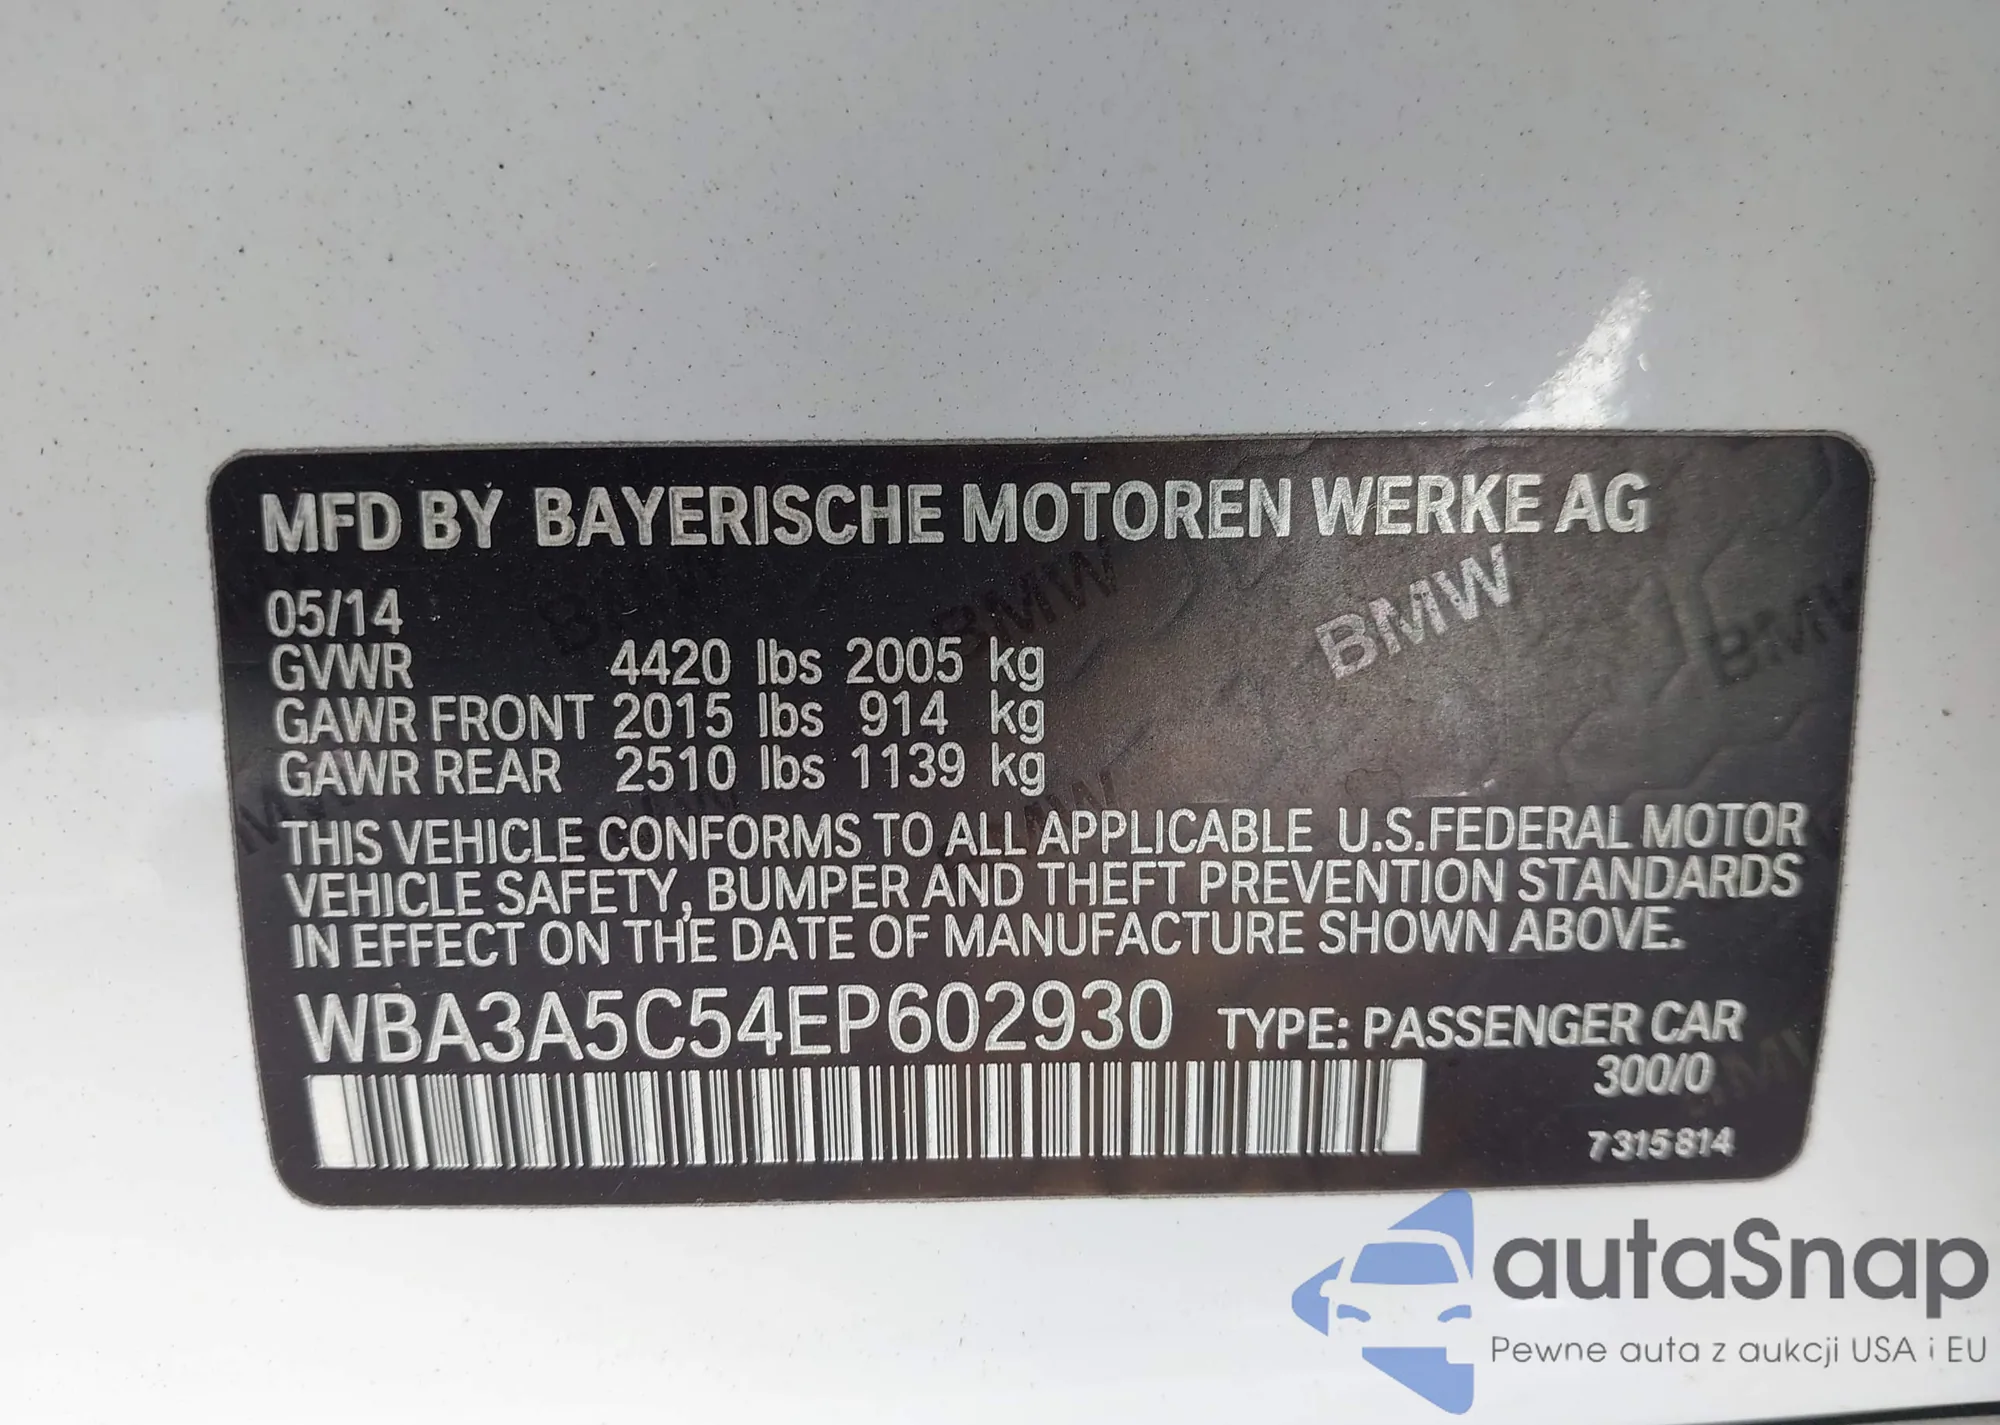 MFD BY BAYERISCHE MOTOREN WERKE AG
BMW BMW BMW BMW
05/14
GVWR 4420 lbs 2005 kg
GAWR FRONT 2015 lbs 914 kg
GAWR REAR 2510 lbs 1139 kg
THIS VEHICLE CONFORMS TO ALL APPLICABLE U.S.FEDERAL MOTOR
VEHICLE SAFETY, BUMPER AND THEFT PREVENTION STANDARDS
IN EFFECT ON THE DATE OF MANUFACTURE SHOWN ABOVE.
WBA3A5C54EP602930 TYPE: PASSENGER CAR
300/0
7315814
autaSnap
Pewne auta z aukcji USA i EU